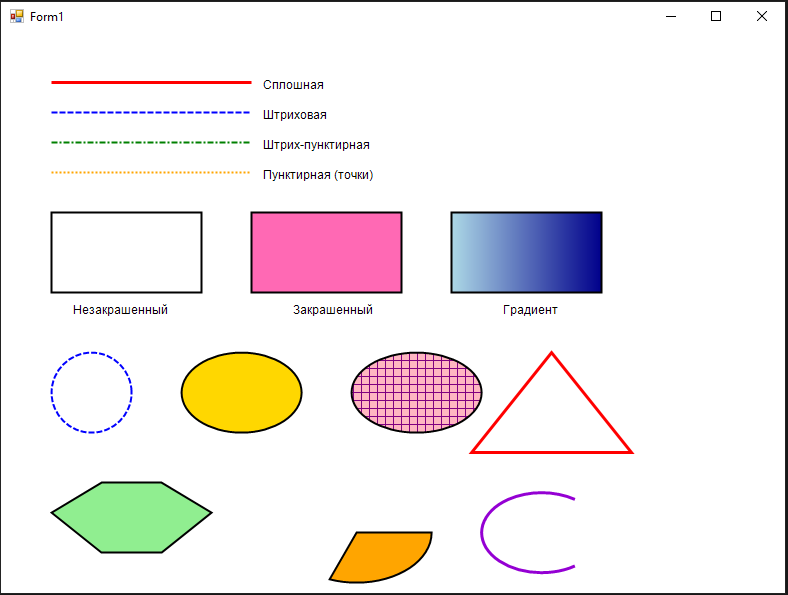 Form1
Сплошная
Штриховая
Штрих-пунктирная
Пунктирная (точки)
Незакрашенный
Закрашенный
Градиент